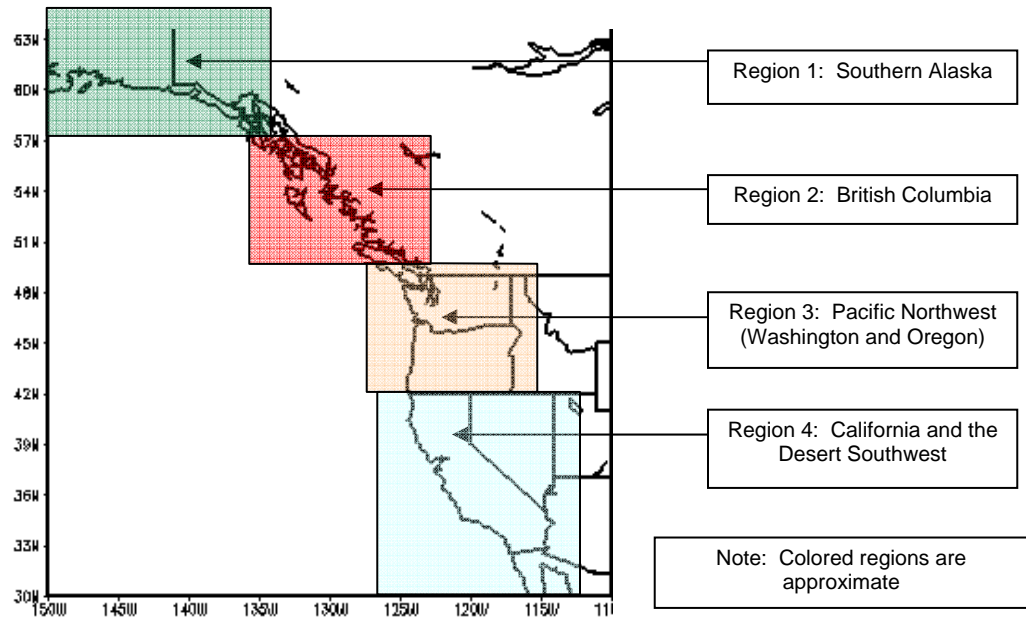 63N
60N
57N
54N
51N
48N
45N
42N
39N
36N
33N
30N
150W
145W
140W
135W
130W
125W
120W
115W
110
Region 1:  Southern Alaska
Region 2:  British Columbia
Region 3:  Pacific Northwest
(Washington and Oregon)
Region 4:  California and the
Desert Southwest
Note:  Colored regions are
approximate